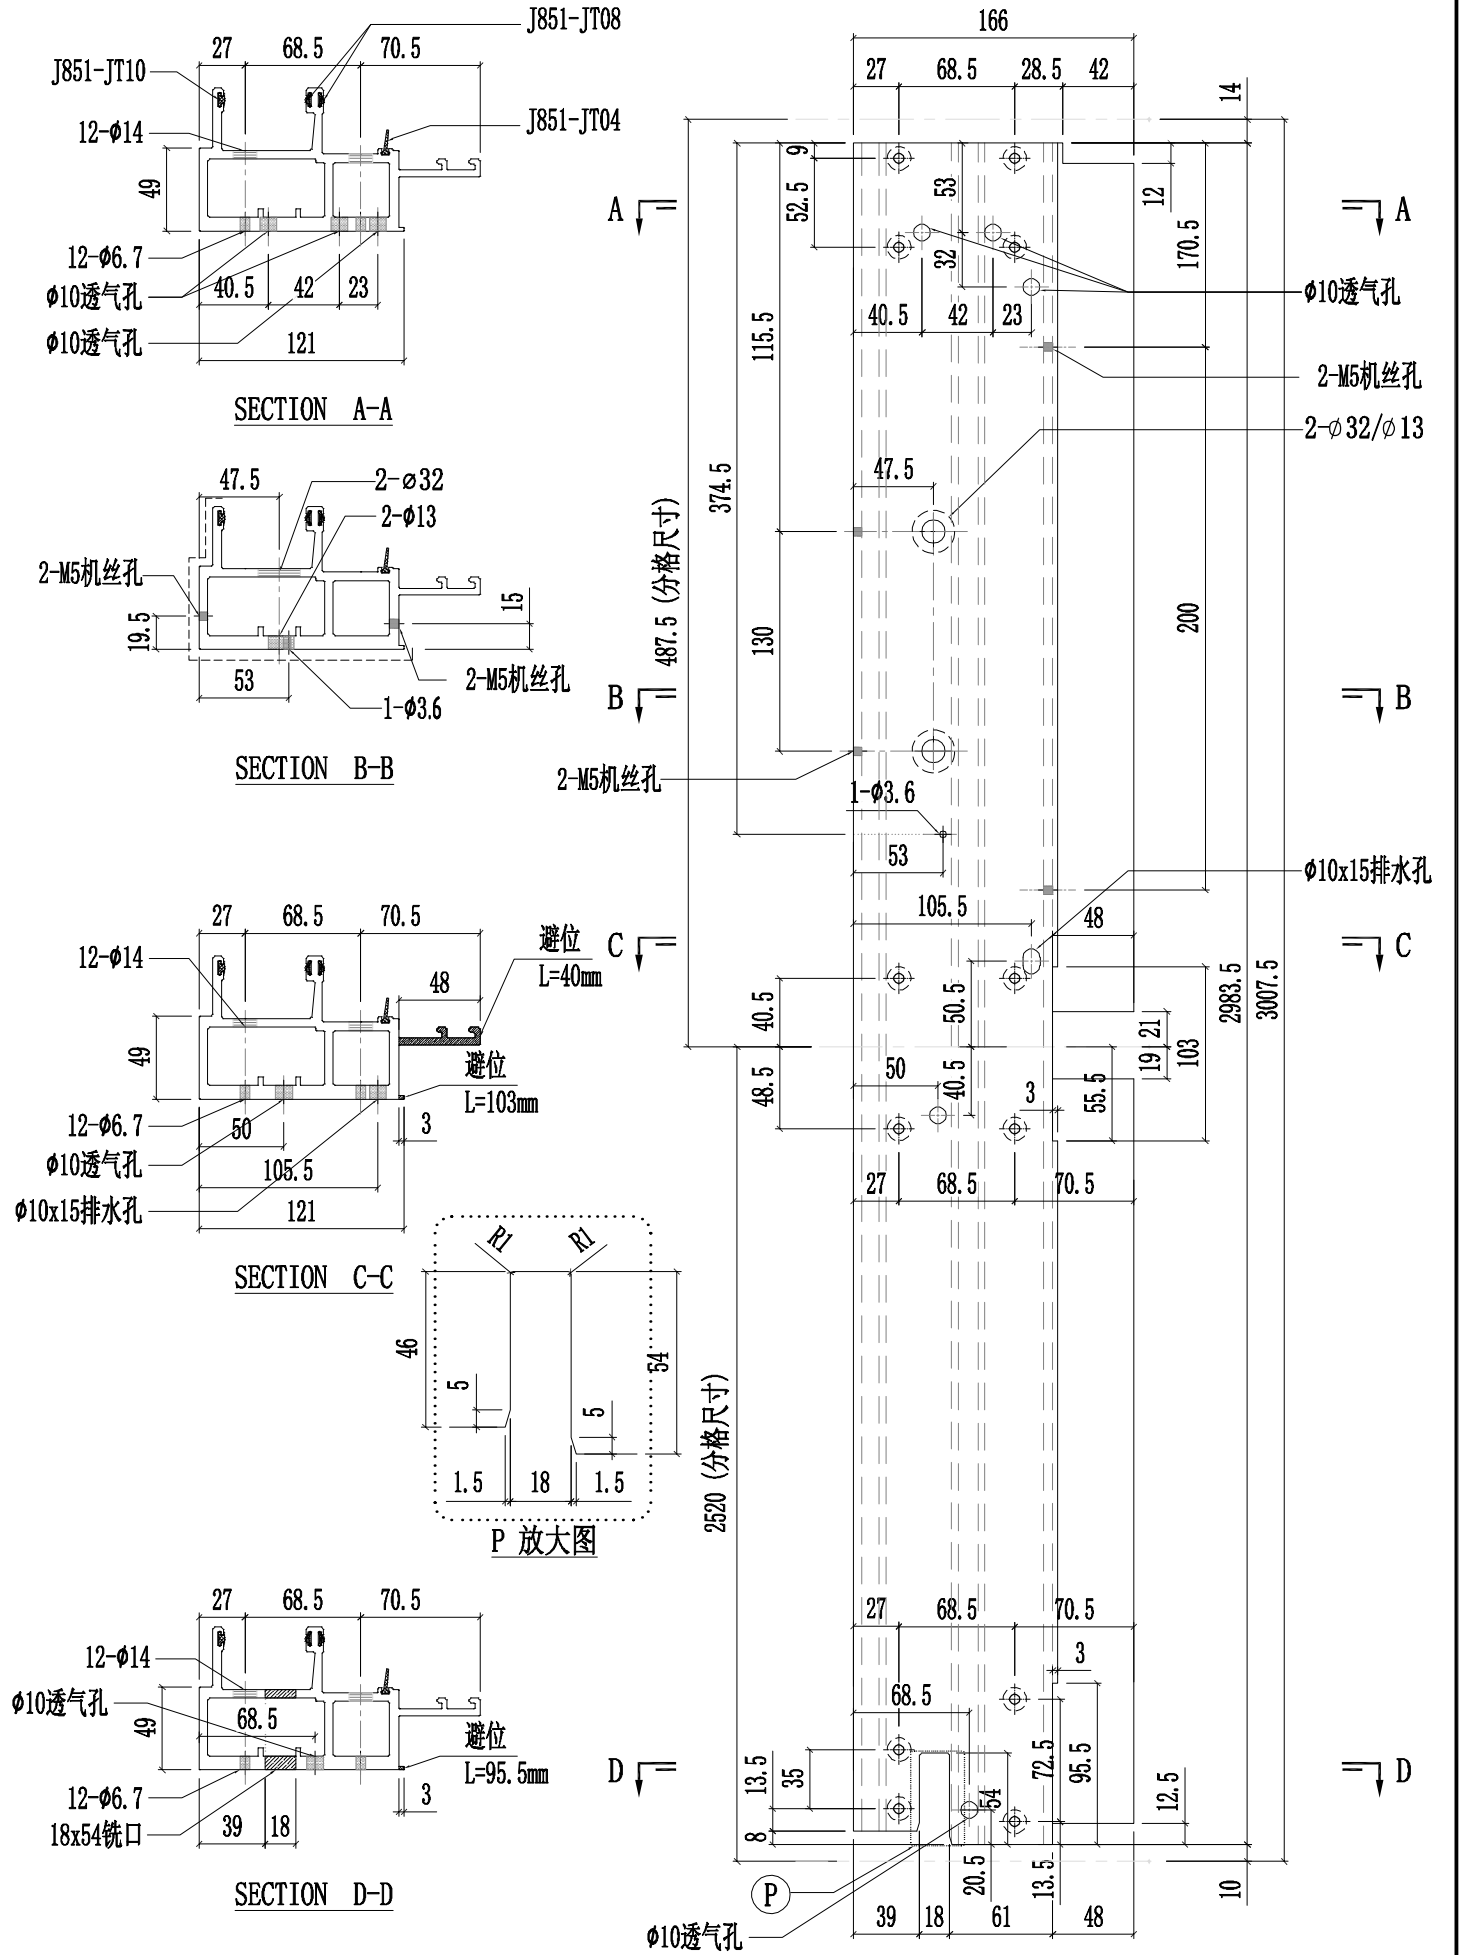 J851-JT08
27
68.5
70.5
J851-JT10
12-ϕ14
J851-JT04
49
12-ϕ6.7
ϕ10透气孔
40.5
42
23
ϕ10透气孔
121
SECTION A-A
47.5
2-⌀32
2-ϕ13
2-M5机丝孔
19.5
15
53
2-M5机丝孔
1-ϕ3.6
SECTION B-B
27
68.5
70.5
12-ϕ14
避位
L=40mm
48
49
避位
L=103mm
12-ϕ6.7
50
3
ϕ10透气孔
105.5
ϕ10x15排水孔
121
SECTION C-C
R1
R1
46
54
5
5
1.5
18
1.5
P 放大图
27
68.5
70.5
12-ϕ14
ϕ10透气孔
68.5
49
避位
L=95.5mm
12-ϕ6.7
3
18x54铣口
39
18
SECTION D-D
166
27
68.5
28.5
42
14
9
52.5
53
12
A
A
170.5
32
ϕ10透气孔
40.5
42
23
115.5
2-M5机丝孔
2-⌀32/⌀13
47.5
374.5
487.5 (分格尺寸)
130
200
B
B
2-M5机丝孔
1-ϕ3.6
53
ϕ10x15排水孔
105.5
48
C
C
40.5
50.5
2983.5
3007.5
21
19
103
50
40.5
48.5
3
55.5
27
68.5
70.5
2520 (分格尺寸)
27
68.5
70.5
3
68.5
D
D
13.5
35
54
72.5
95.5
12.5
8
P
20.5
13.5
10
39
18
61
48
ϕ10透气孔